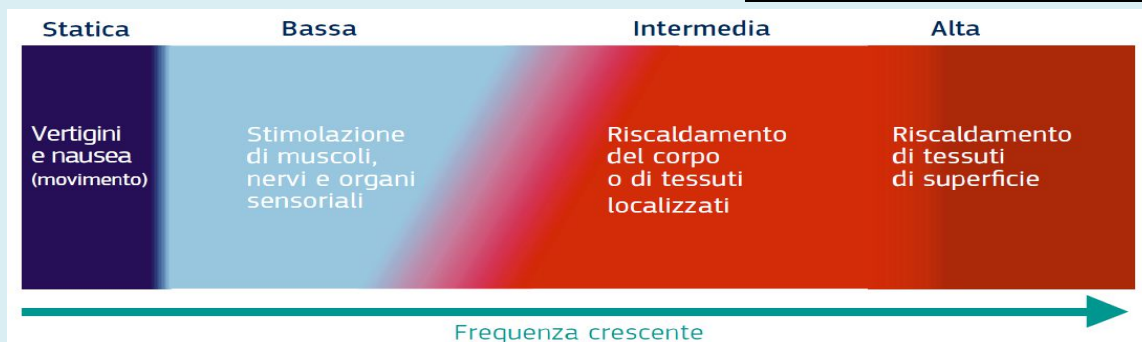 Statica
Bassa
Intermedia
Alta
Vertigini
e nausea
(movimento)
Stimolazione
di muscoli,
nervi e organi
sensoriali
Riscaldamento
del corpo
o di tessuti
localizzati
Riscaldamento
di tessuti
di superficie
Frequenza crescente